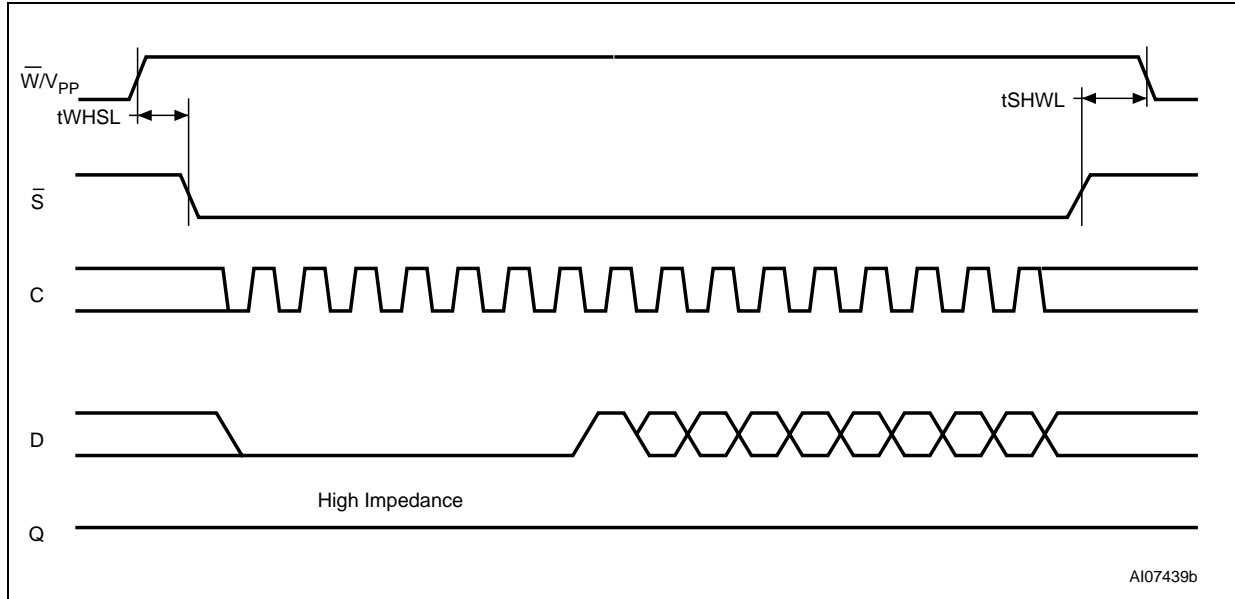 W̅/VPP
tWHSL
tSHWL
S̅
C
D
High Impedance
Q
AI07439b